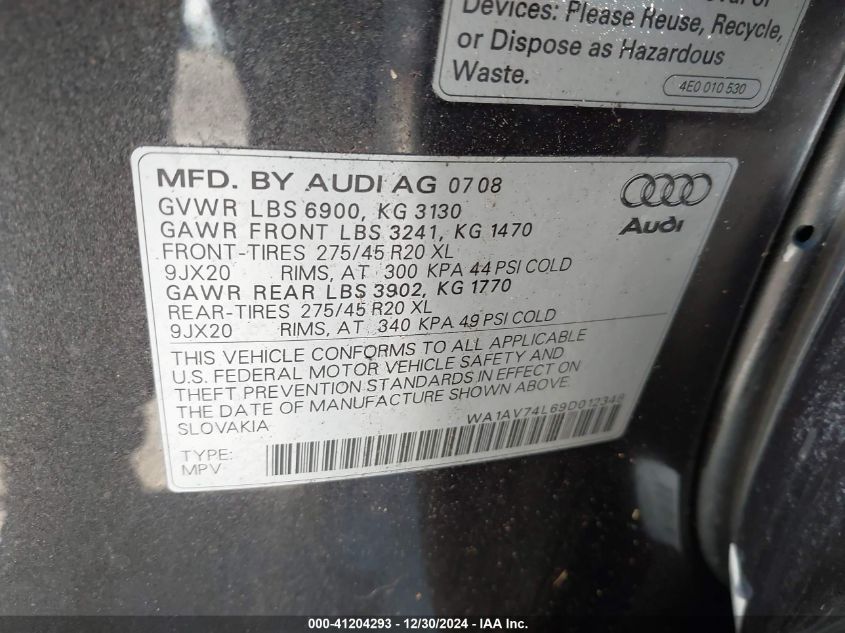 Devices: Please Reuse, Recycle,
or Dispose as Hazardous
Waste.
4E0 010 530
MFD. BY AUDI AG 07 08
GVWR LBS 6900, KG 3130
GAWR FRONT LBS 3241, KG 1470
FRONT-TIRES 275/45 R20 XL
9JX20 RIMS, AT 300 KPA 44 PSI COLD
GAWR REAR LBS 3902, KG 1770
REAR-TIRES 275/45 R20 XL
9JX20 RIMS, AT 340 KPA 49 PSI COLD
Audi
THIS VEHICLE CONFORMS TO ALL APPLICABLE
U.S. FEDERAL MOTOR VEHICLE SAFETY AND
THEFT PREVENTION STANDARDS IN EFFECT ON
THE DATE OF MANUFACTURE SHOWN ABOVE.
SLOVAKIA WA1AV74L69D012348
TYPE:
MPV
000-41204293 - 12/30/2024 - IAA Inc.